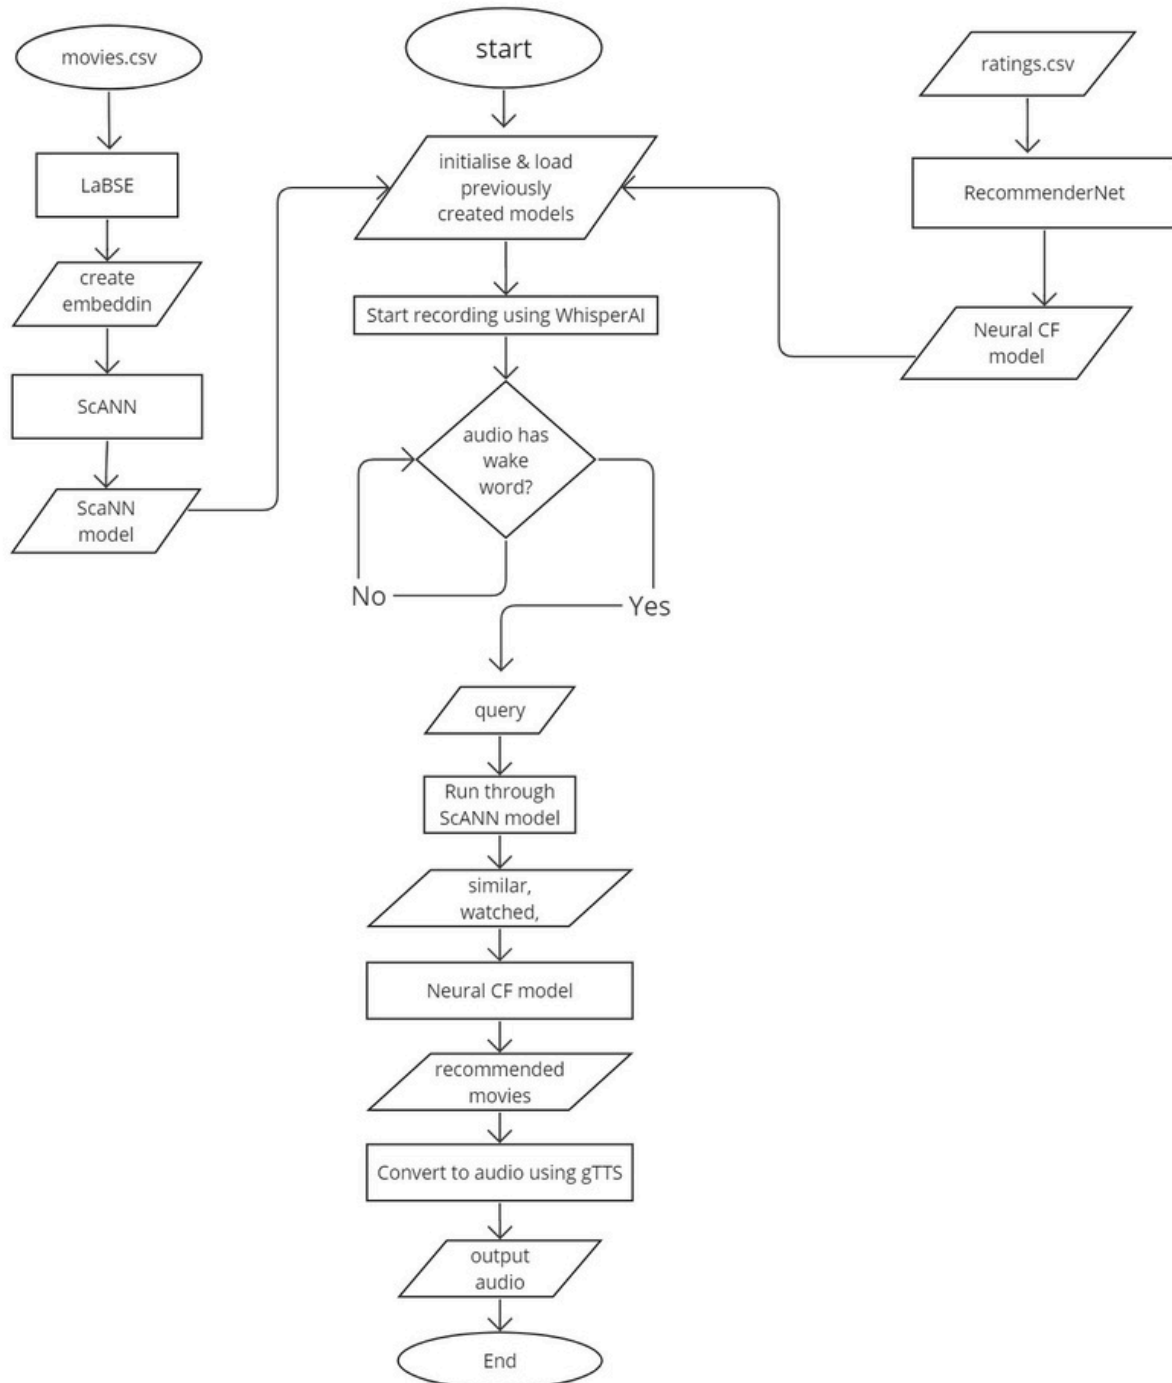 movies.csv
LaBSE
create
embeddin
ScANN
ScaNN
model
start
initialise & load
previously
created models
Start recording using WhisperAI
audio has
wake
word?
No
Yes
query
Run through
ScANN model
similar,
watched,
Neural CF model
recommended
movies
Convert to audio using gTTS
output
audio
End
ratings.csv
RecommenderNet
Neural CF
model